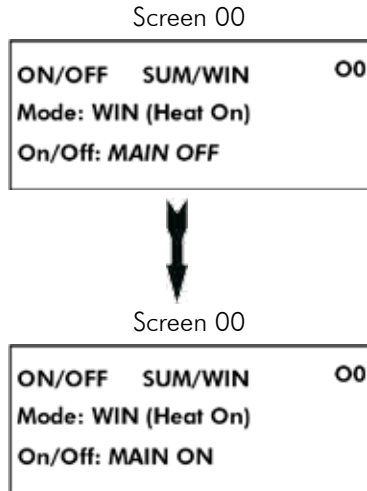 Screen 00
ON/OFF SUM/WIN O0
Mode: WIN (Heat On)
On/Off: MAIN OFF
Screen 00
ON/OFF SUM/WIN O0
Mode: WIN (Heat On)
On/Off: MAIN ON